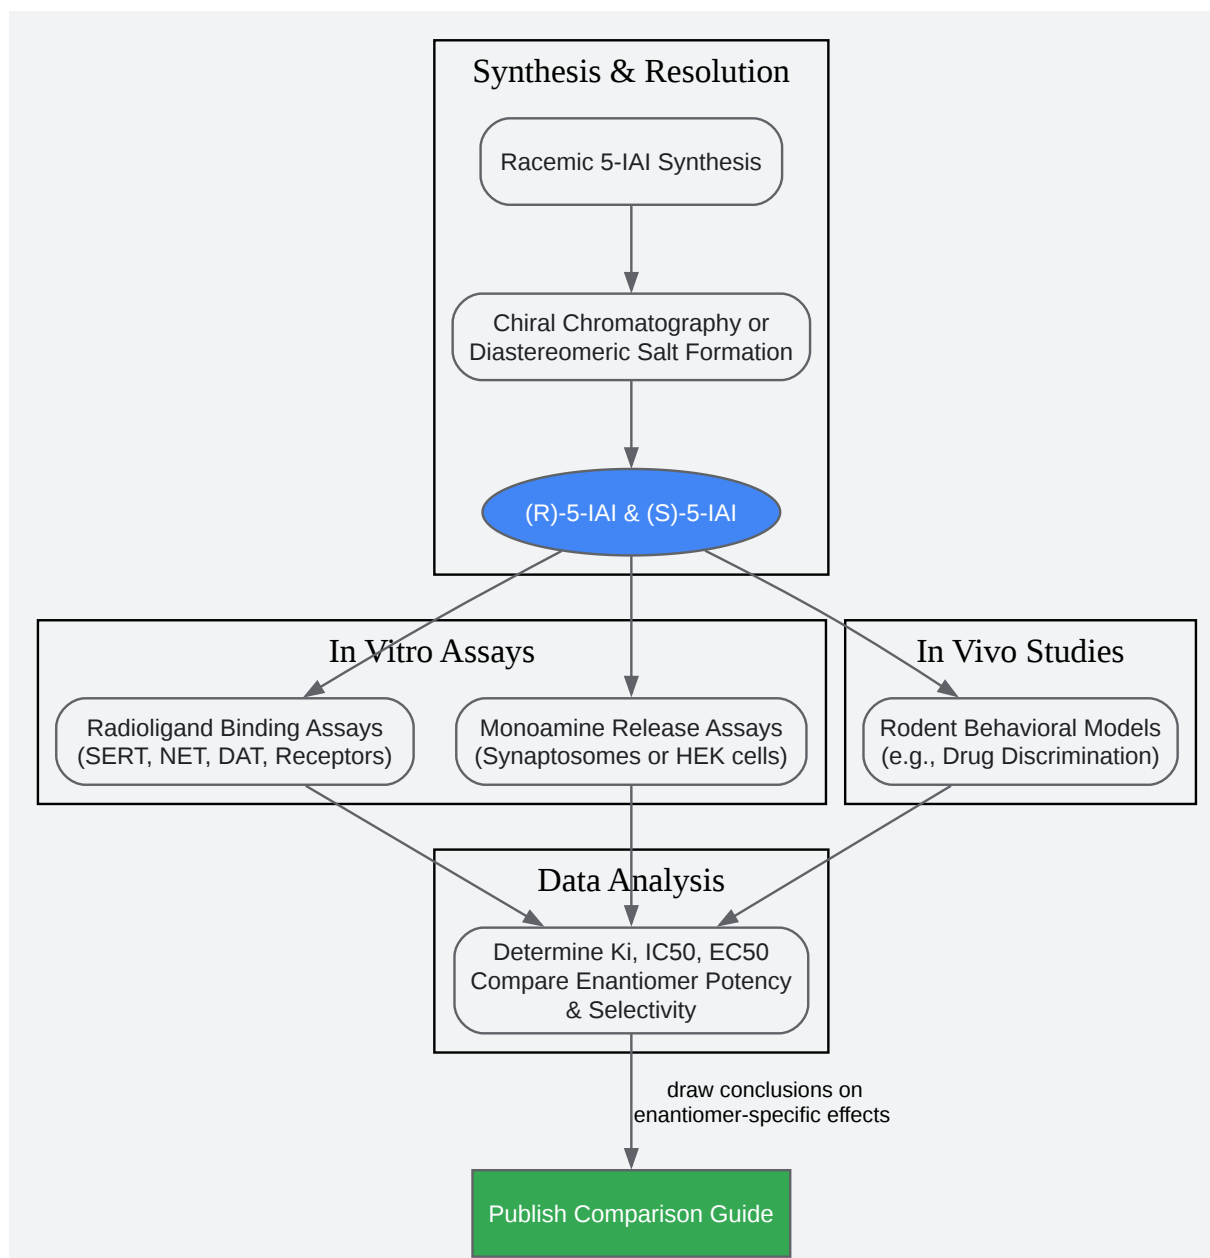 Synthesis & Resolution
Racemic 5-IAI Synthesis
Chiral Chromatography or
Diastereomeric Salt Formation
(R)-5-IAI & (S)-5-IAI
In Vitro Assays
In Vivo Studies
Radioligand Binding Assays
(SERT, NET, DAT, Receptors)
Monoamine Release Assays
(Synaptosomes or HEK cells)
Rodent Behavioral Models
(e.g., Drug Discrimination)
Data Analysis
Determine Ki, IC50, EC50
Compare Enantiomer Potency
& Selectivity
draw conclusions on
enantiomer-specific effects
Publish Comparison Guide